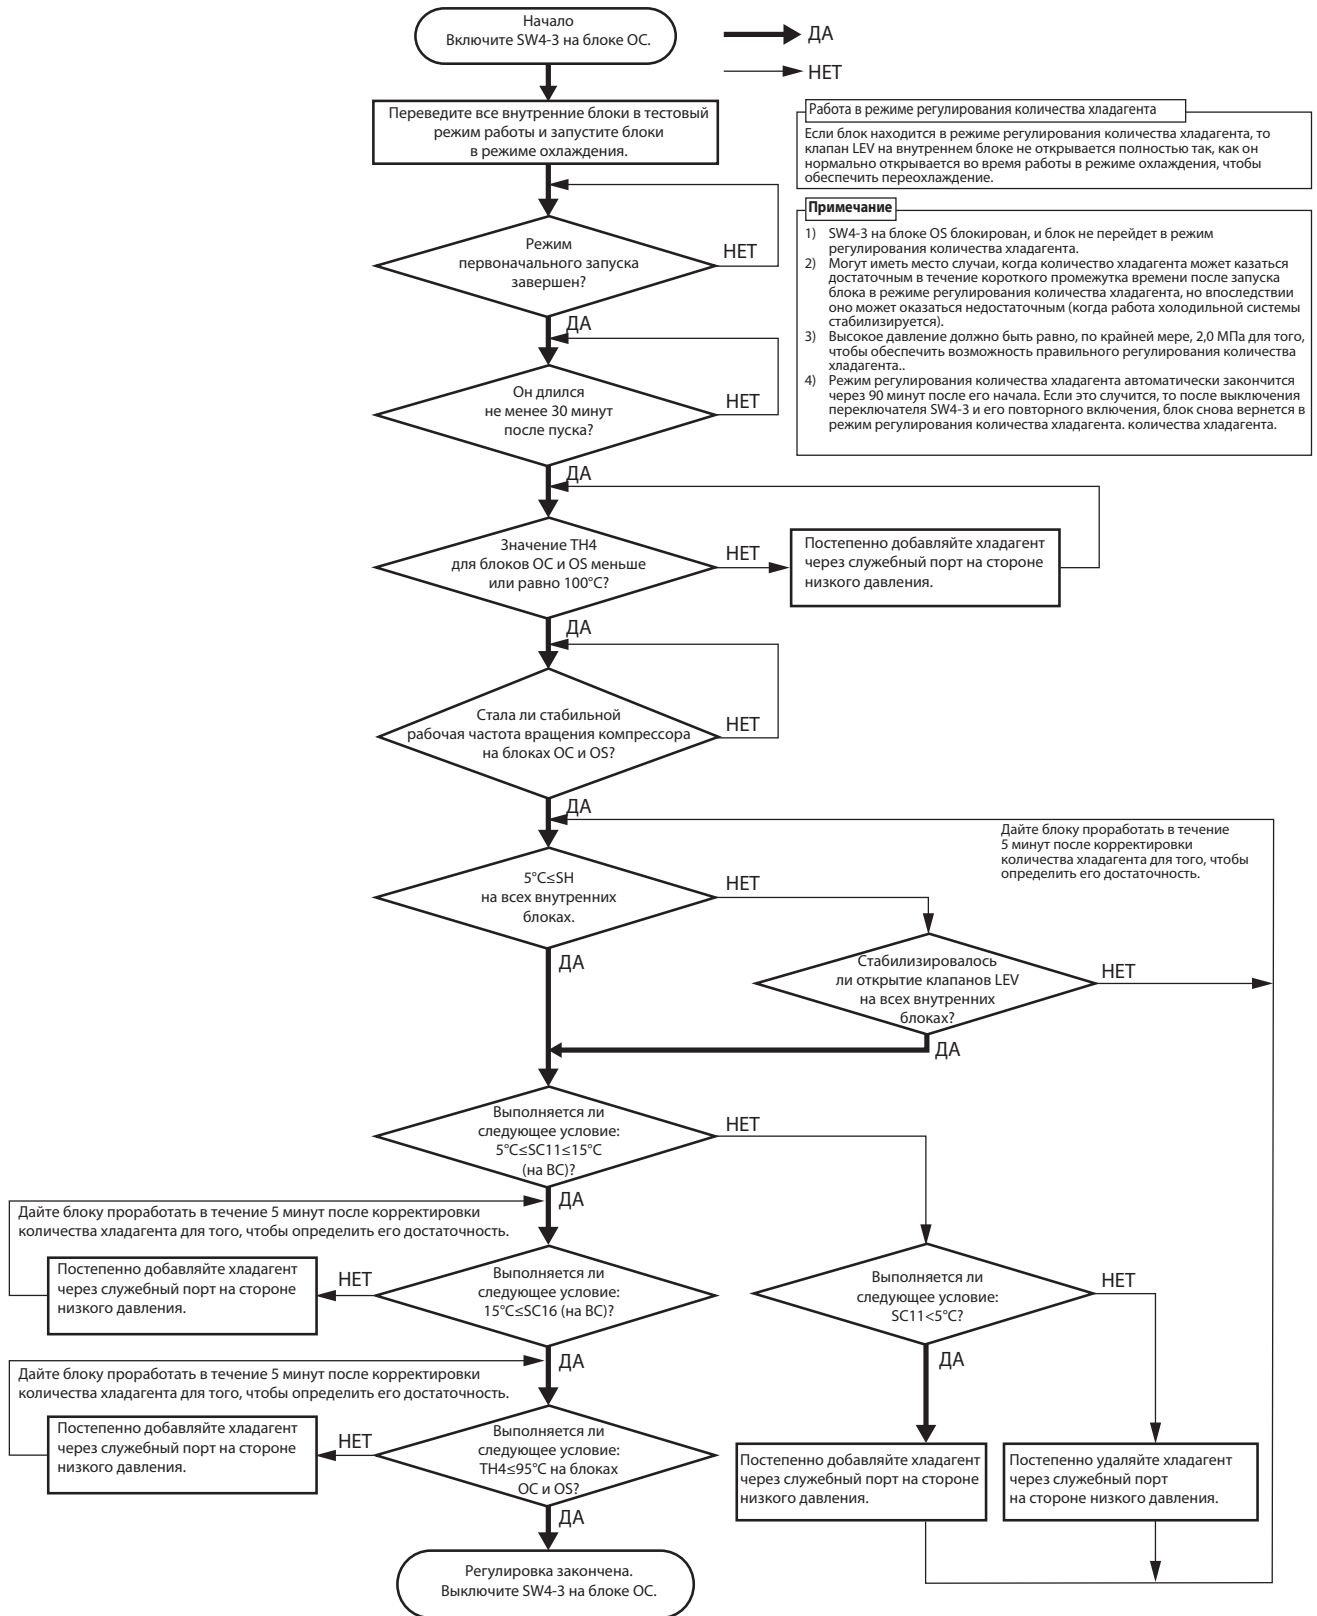 Начало
Включите SW4-3 на блоке ОС.
ДА
НЕТ
Переведите все внутренние блоки в тестовый
режим работы и запустите блоки
в режиме охлаждения.
Работа в режиме регулирования количества хладагента
Если блок находится в режиме регулирования количества хладагента, то
клапан LEV на внутреннем блоке не открывается полностью так, как он
нормально открывается во время работы в режиме охлаждения, чтобы
обеспечить переохлаждение.
Примечание
1) SW4-3 на блоке OS блокирован, и блок не перейдет в режим
регулирования количества хладагента.
2) Могут иметь место случаи, когда количество хладагента может казаться
достаточным в течение короткого промежутка времени после запуска
блока в режиме регулирования количества хладагента, но впоследствии
оно может оказаться недостаточным (когда работа холодильной системы
стабилизируется).
3) Высокое давление должно быть равно, по крайней мере, 2,0 МПа для того,
чтобы обеспечить возможность правильного регулирования количества
хладагента..
4) Режим регулирования количества хладагента автоматически закончится
через 90 минут после его начала. Если это случится, то после выключения
переключателя SW4-3 и его повторного включения, блок снова вернется в
режим регулирования количества хладагента. количества хладагента.
Режим
первоначального запуска
завершен?
НЕТ
ДА
Он длился
не менее 30 минут
после пуска?
НЕТ
ДА
Значение TH4
для блоков ОС и OS меньше
или равно 100°C?
НЕТ
Постепенно добавляйте хладагент
через служебный порт на стороне
низкого давления.
ДА
Стала ли стабильной
рабочая частота вращения компрессора
на блоках ОС и OS?
НЕТ
ДА
Дайте блоку проработать в течение
5 минут после корректировки
количества хладагента для того, чтобы
определить его достаточность.
5°C≤SH
на всех внутренних
блоках.
НЕТ
ДА
Стабилизировалось
ли открытие клапанов LEV
на всех внутренних
блоках?
НЕТ
ДА
Выполняется ли
следующее условие:
5°C≤SC11≤15°C
(на ВС)?
НЕТ
ДА
Дайте блоку проработать в течение 5 минут после корректировки
количества хладагента для того, чтобы определить его достаточность.
Постепенно добавляйте хладагент
через служебный порт на стороне
низкого давления.
НЕТ
Выполняется ли
следующее условие:
15°C≤SC16 (на ВС)?
Выполняется ли
следующее условие:
SC11<5°C?
НЕТ
ДА
ДА
Дайте блоку проработать в течение 5 минут после корректировки
количества хладагента для того, чтобы определить его достаточность.
Постепенно добавляйте хладагент
через служебный порт на стороне
низкого давления.
НЕТ
Выполняется ли
следующее условие:
TH4≤95°C на блоках
ОС и OS?
Постепенно добавляйте хладагент
через служебный порт на стороне
низкого давления.
Постепенно удаляйте хладагент
через служебный порт
на стороне низкого давления.
ДА
Регулировка закончена.
Выключите SW4-3 на блоке ОС.